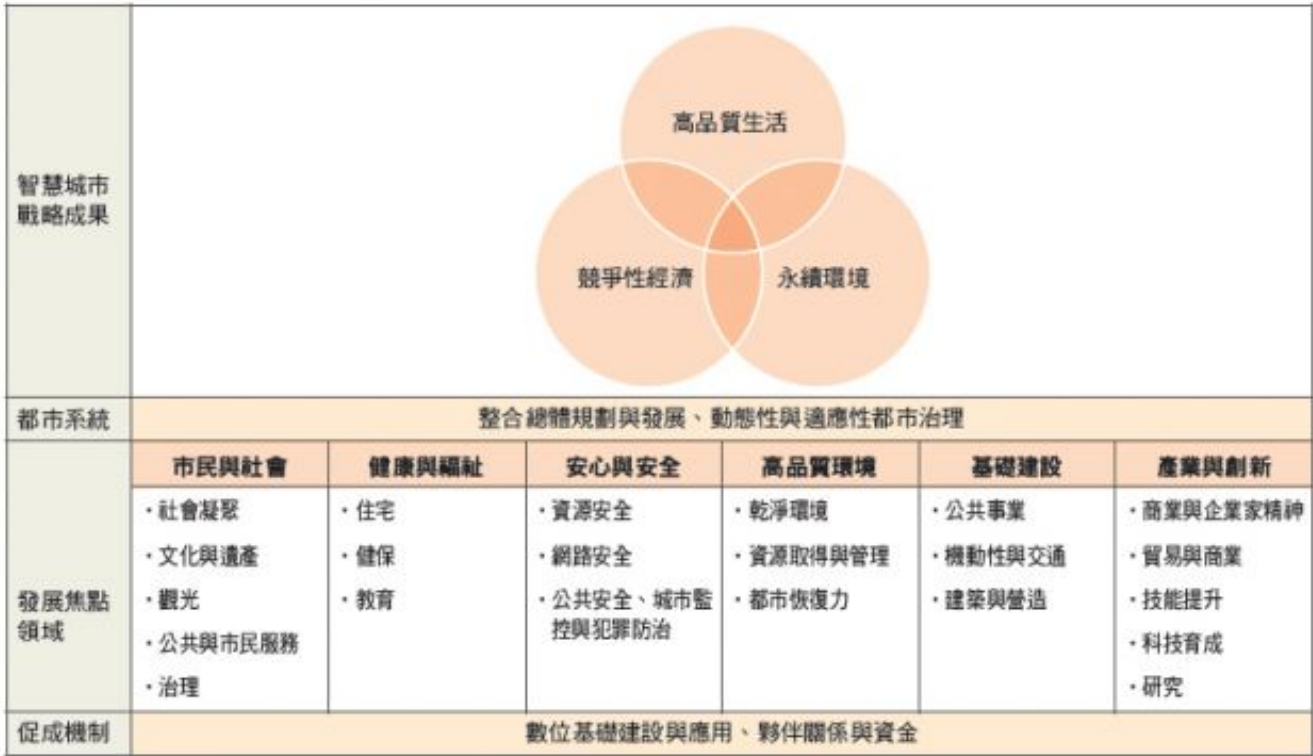 智慧城市
戰略成果
高品質生活
競爭性經濟
永續環境
都市系統
整合總體規劃與發展、動態性與適應性都市治理
發展焦點
領域
市民與社會
・社會凝聚
・文化與遺產
・觀光
・公共與市民服務
・治理
健康與福祉
・住宅
・健保
・教育
安心與安全
・資源安全
・網路安全
・公共安全、城市監
控與犯罪防治
高品質環境
・乾淨環境
・資源取得與管理
・都市恢復力
基礎建設
・公共事業
・機動性與交通
・建築與營造
產業與創新
・商業與企業家精神
・貿易與商業
・技能提升
・科技育成
・研究
促成機制
數位基礎建設與應用、夥伴關係與資金